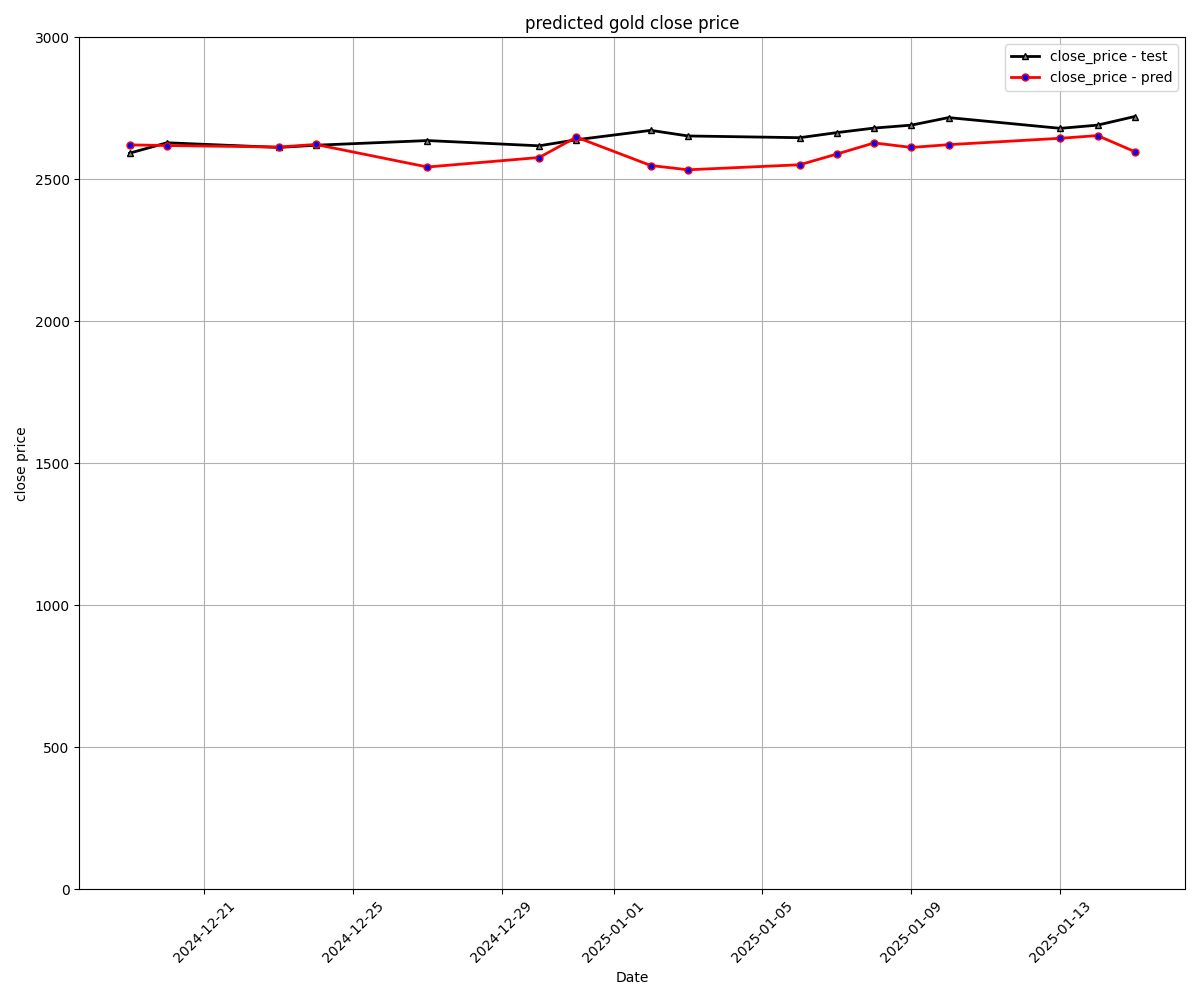 predicted gold close price
close_price - test
close_price - pred
3000
2500
2000
1500
1000
500
0
close price
2024-12-21
2024-12-25
2024-12-29
2025-01-01
2025-01-05
2025-01-09
2025-01-13
Date